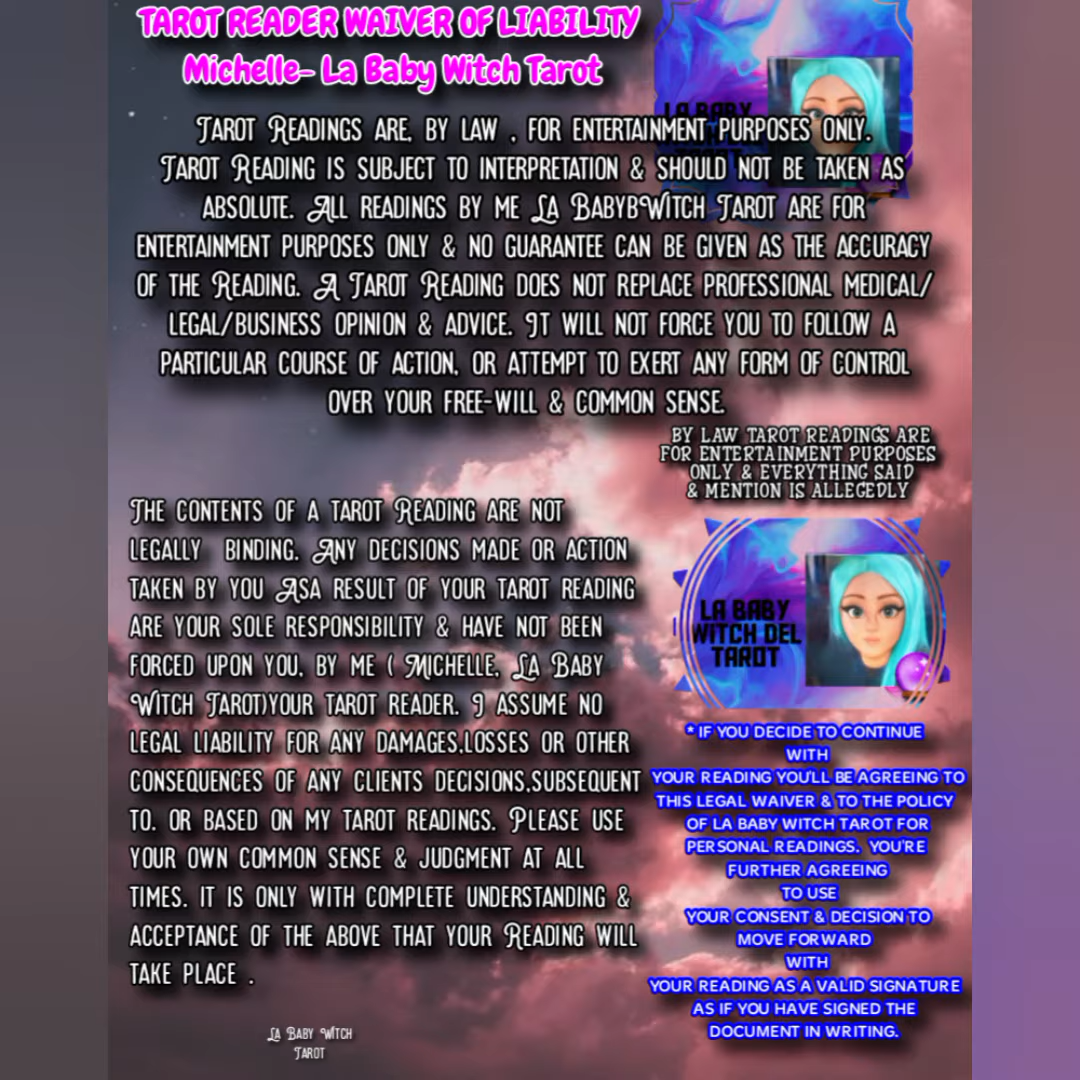 TAROT READER WAIVER OF LIABILITY
Michelle- La Baby Witch Tarot
LA BABY
TAROT READINGS ARE, BY LAW , FOR ENTERTAINMENT PURPOSES ONLY.
TAROT READING IS SUBJECT TO INTERPRETATION & SHOULD NOT BE TAKEN AS
ABSOLUTE. ALL READINGS BY ME LA BABYBWITCH TAROT ARE FOR
ENTERTAINMENT PURPOSES ONLY & NO GUARANTEE CAN BE GIVEN AS THE ACCURACY
OF THE READING. A TAROT READING DOES NOT REPLACE PROFESSIONAL MEDICAL/
LEGAL/BUSINESS OPINION & ADVICE. IT WILL NOT FORCE YOU TO FOLLOW A
PARTICULAR COURSE OF ACTION, OR ATTEMPT TO EXERT ANY FORM OF CONTROL
OVER YOUR FREE-WILL & COMMON SENSE.
BY LAW TAROT READINGS ARE
FOR ENTERTAINMENT PURPOSES
ONLY & EVERYTHING SAID
& MENTION IS ALLEGEDLY
THE CONTENTS OF A TAROT READING ARE NOT
LEGALLY BINDING. ANY DECISIONS MADE OR ACTION
TAKEN BY YOU ASA RESULT OF YOUR TAROT READING
ARE YOUR SOLE RESPONSIBILITY & HAVE NOT BEEN
FORCED UPON YOU, BY ME ( MICHELLE, LA BABY
WITCH TAROT)YOUR TAROT READER. I ASSUME NO
LEGAL LIABILITY FOR ANY DAMAGES,LOSSES OR OTHER
CONSEQUENCES OF ANY CLIENTS DECISIONS,SUBSEQUENT
TO, OR BASED ON MY TAROT READINGS. PLEASE USE
YOUR OWN COMMON SENSE & JUDGMENT AT ALL
TIMES. IT IS ONLY WITH COMPLETE UNDERSTANDING &
ACCEPTANCE OF THE ABOVE THAT YOUR READING WILL
TAKE PLACE .
LA BABY WITCH
TAROT
LA BABY
WITCH DEL
TAROT
* IF YOU DECIDE TO CONTINUE
WITH
YOUR READING YOU'LL BE AGREEING TO
THIS LEGAL WAIVER & TO THE POLICY
OF LA BABY WITCH TAROT FOR
PERSONAL READINGS. YOU'RE
FURTHER AGREEING
TO USE
YOUR CONSENT & DECISION TO
MOVE FORWARD
WITH
YOUR READING AS A VALID SIGNATURE
AS IF YOU HAVE SIGNED THE
DOCUMENT IN WRITING.